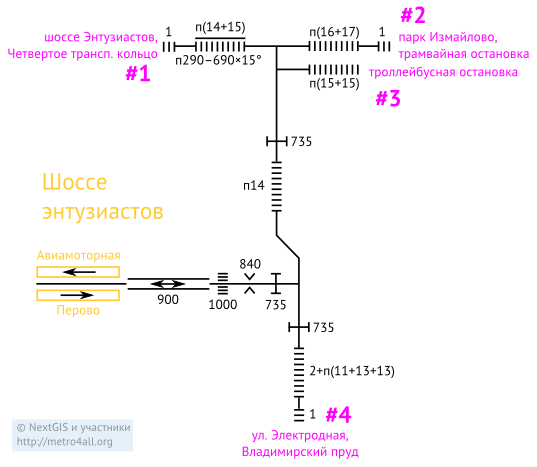 #2
1
п(14+15)
п(16+17)
1
шоссе Энтузиастов,
Четвертое трансп. кольцо
парк Измайлово,
трамвайная остановка
#1
п290–690×15°
троллейбусная остановка
п(15+15)
#3
735
п14
Шоссе
энтузиастов
Авиамоторная
840
Перово
900
1000
735
735
2+п(11+13+13)
1
#4
ул. Электродная,
Владимирский пруд
© NextGIS и участники
http://metro4all.org